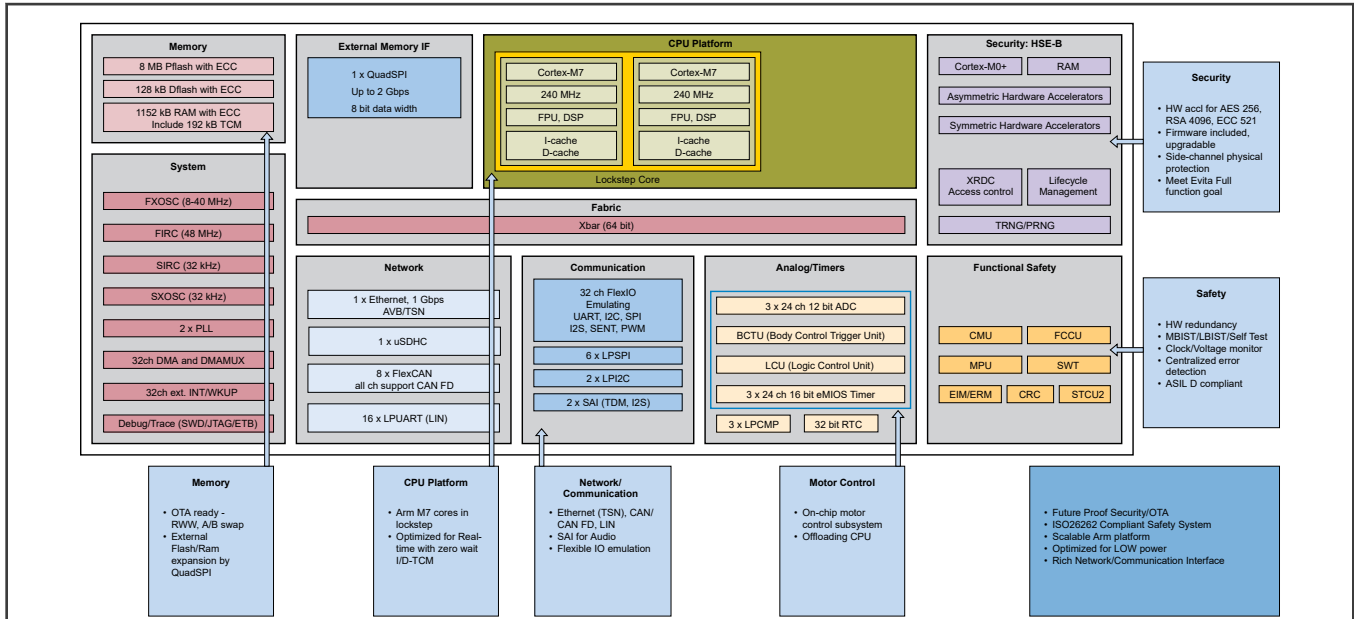 Memory
8 MB Pflash with ECC
128 kB Dflash with ECC
1152 kB RAM with ECC
Include 192 kB TCM
External Memory IF
1 x QuadSPI
Up to 2 Gbps
8 bit data width
CPU Platform
Cortex-M7
240 MHz
FPU, DSP
I-cache
D-cache
Cortex-M7
240 MHz
FPU, DSP
I-cache
D-cache
Lockstep Core
Security: HSE-B
Cortex-M0+
RAM
Asymmetric Hardware Accelerators
Symmetric Hardware Accelerators
XRDC
Access control
Lifecycle
Management
TRNG/PRNG
Security
• HW accl for AES 256,
RSA 4096, ECC 521
• Firmware included,
upgradable
• Side-channel physical
protection
• Meet Evita Full
function goal
System
FXOSC (8-40 MHz)
FIRC (48 MHz)
SIRC (32 kHz)
SXOSC (32 kHz)
2 x PLL
32ch DMA and DMAMUX
32ch ext. INT/WKUP
Debug/Trace (SWD/JTAG/ETB)
Fabric
Xbar (64 bit)
Network
1 x Ethernet, 1 Gbps
AVB/TSN
1 x uSDHC
8 x FlexCAN
all ch support CAN FD
16 x LPUART (LIN)
Communication
32 ch FlexIO
Emulating
UART, I2C, SPI
I2S, SENT, PWM
6 x LPSPI
2 x LPI2C
2 x SAI (TDM, I2S)
Analog/Timers
3 x 24 ch 12 bit ADC
BCTU (Body Control Trigger Unit)
LCU (Logic Control Unit)
3 x 24 ch 16 bit eMIOS Timer
3 x LPCMP
32 bit RTC
Functional Safety
CMU
FCCU
MPU
SWT
EIM/ERM
CRC
STCU2
Safety
• HW redundancy
• MBIST/LBIST/Self Test
• Clock/Voltage monitor
• Centralized error
detection
• ASIL D compliant
Memory
• OTA ready -
RWW, A/B swap
• External
Flash/Ram
expansion by
QuadSPI
CPU Platform
• Arm M7 cores in
lockstep
• Optimized for Real-
time with zero wait
I/D-TCM
Network/
Communication
• Ethernet (TSN), CAN/
CAN FD, LIN
• SAI for Audio
• Flexible IO emulation
Motor Control
• On-chip motor
control subsystem
• Offloading CPU
• Future Proof Security/OTA
• ISO26262 Compliant Safety System
• Scalable Arm platform
• Optimized for LOW power
• Rich Network/Communication Interface